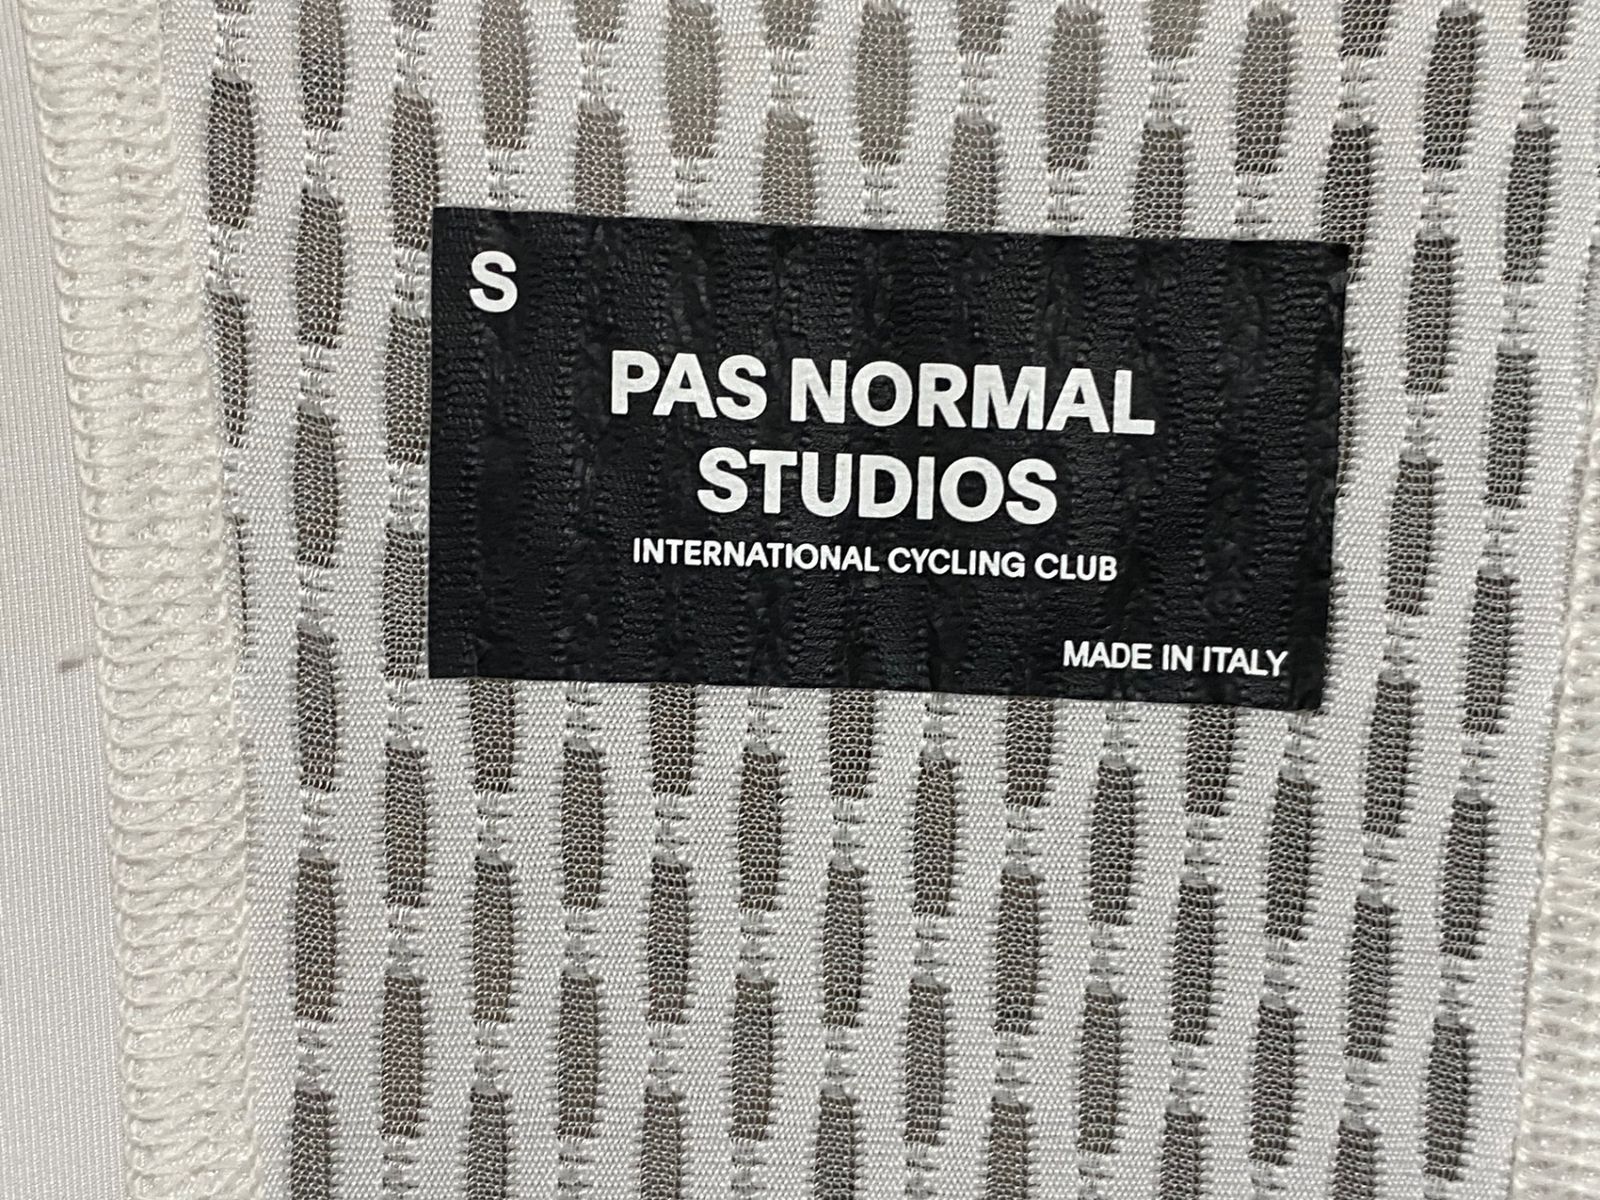 S
PAS NORMAL
STUDIOS
INTERNATIONAL CYCLING CLUB
MADE IN ITALY